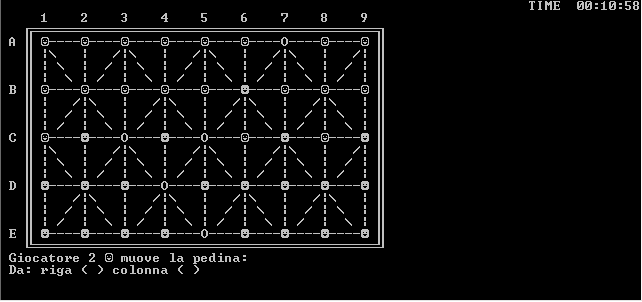 TIME 00:10:58
1 2 3 4 5 6 7 8 9
A
B
C
D
E
Giocatore 2 ☺ muove la pedina:
Da: riga ( ) colonna ( )